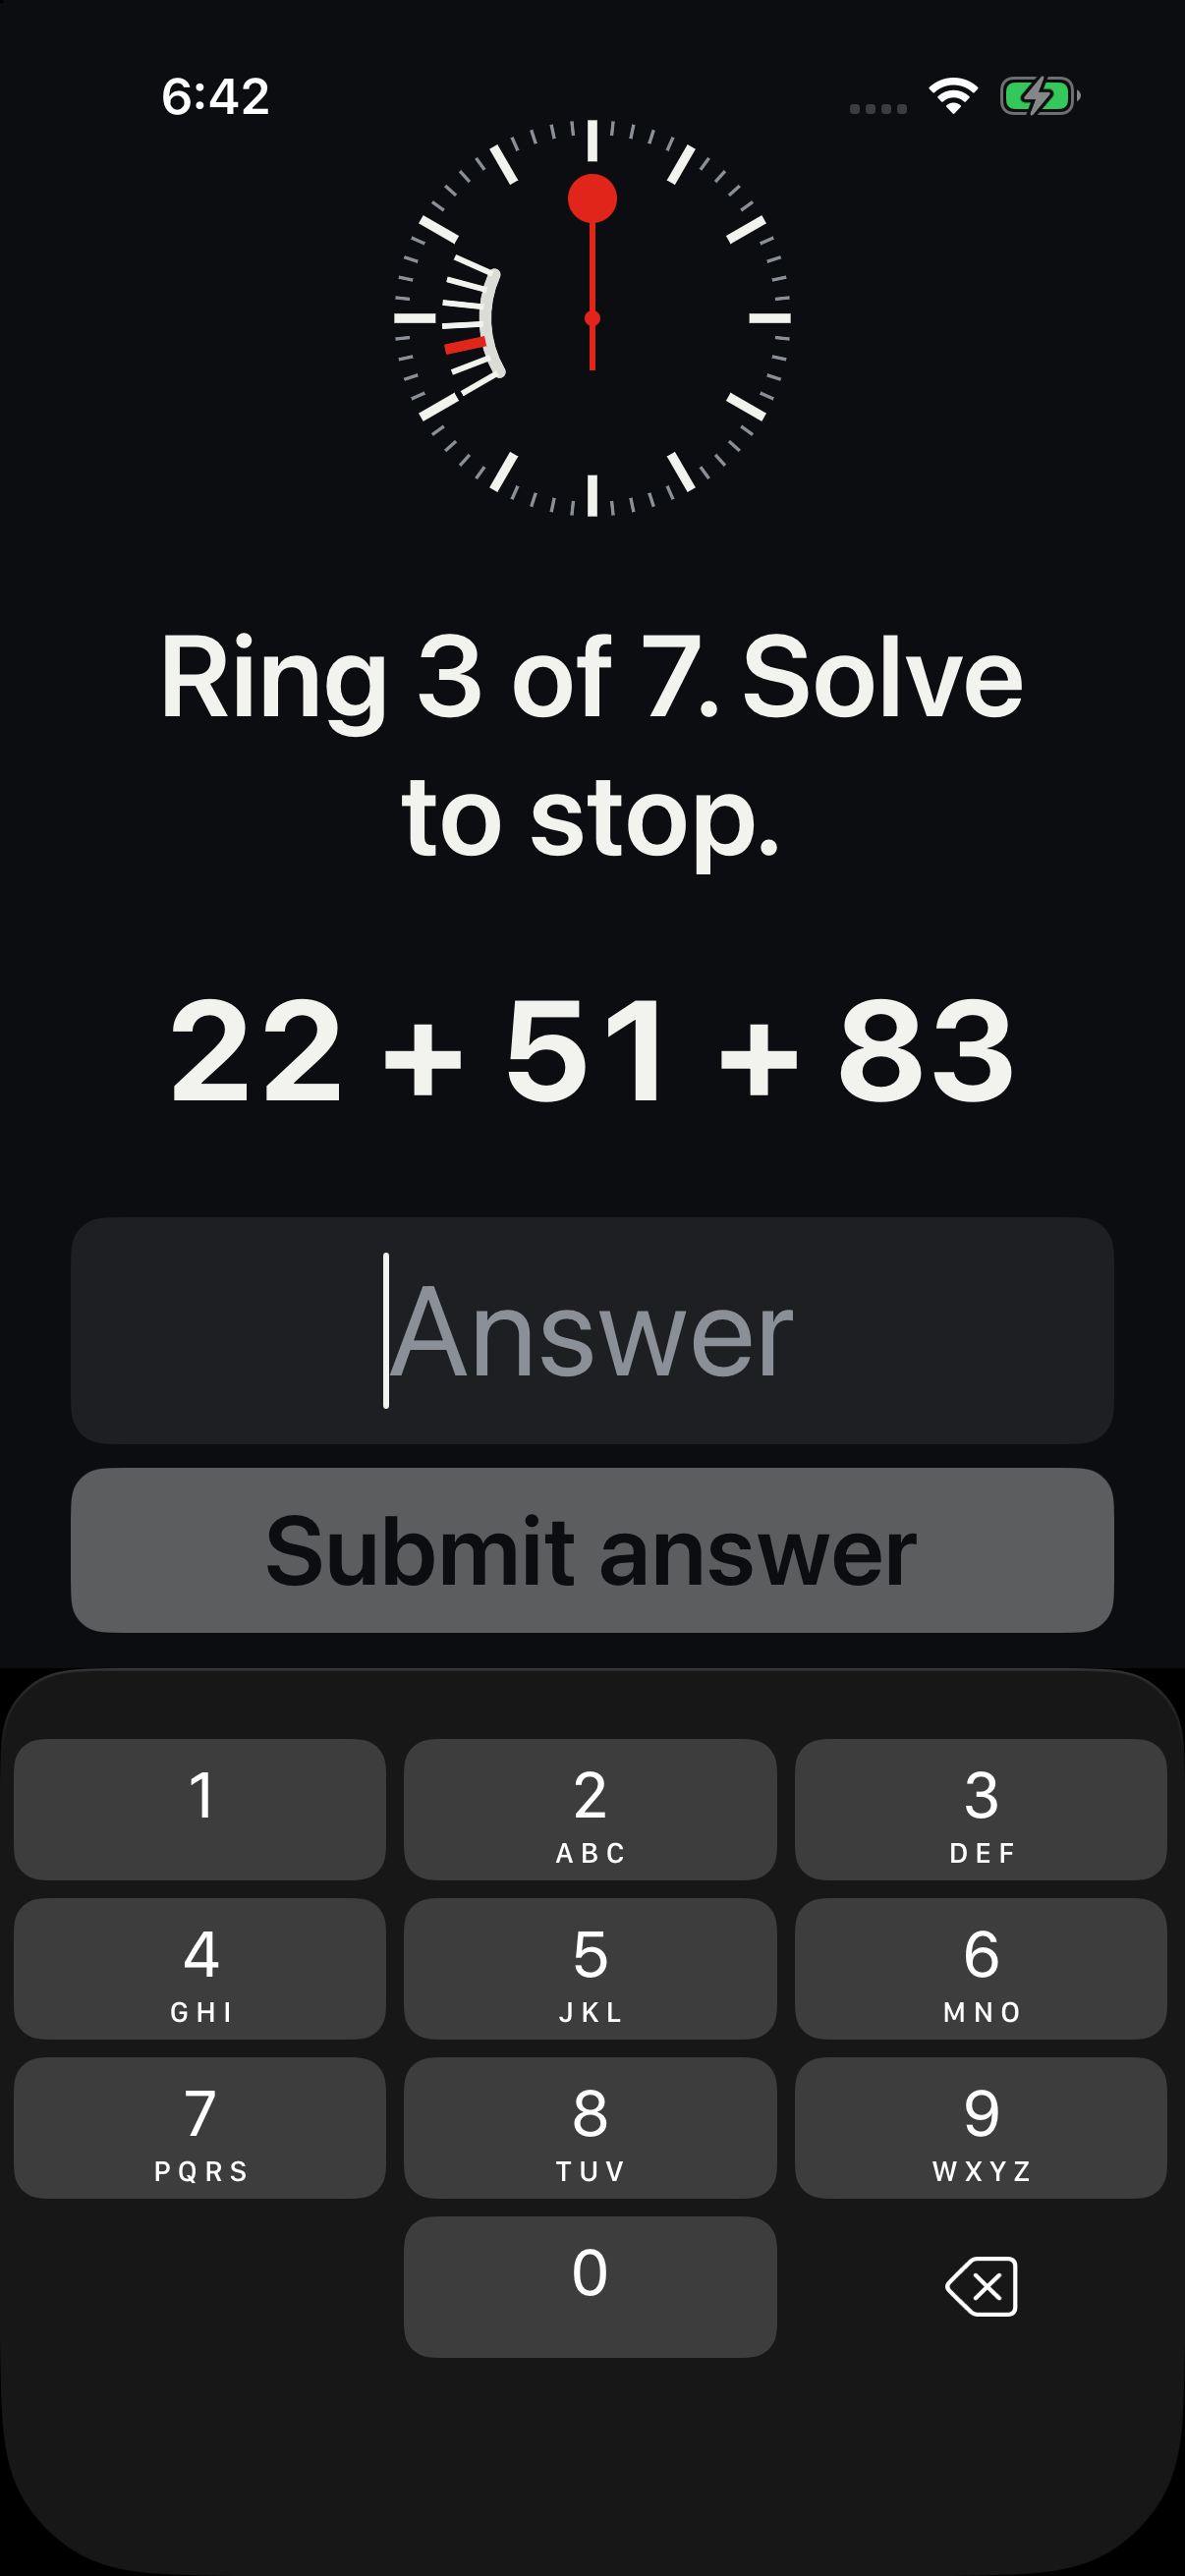 6:42
Ring 3 of 7. Solve
to stop.
22 + 51 + 83
Answer
Submit answer
1
2
ABC
3
DEF
4
GHI
5
JKL
6
MNO
7
PQRS
8
TUV
9
WXYZ
0